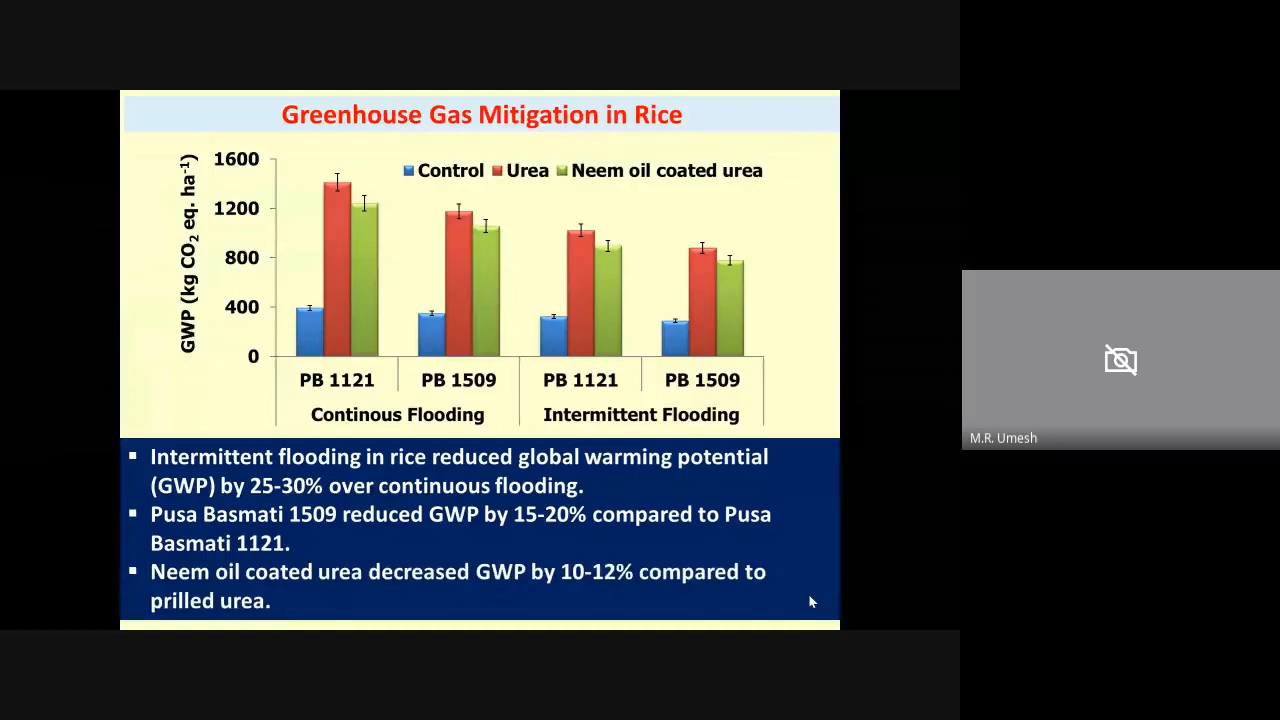 Greenhouse Gas Mitigation in Rice
GWP (kg CO₂ eq. ha⁻¹)
1600
1200
800
400
0
Control Urea Neem oil coated urea
PB 1121 PB 1509 PB 1121 PB 1509
Continous Flooding Intermittent Flooding
▪ Intermittent flooding in rice reduced global warming potential
(GWP) by 25-30% over continuous flooding.
▪ Pusa Basmati 1509 reduced GWP by 15-20% compared to Pusa
Basmati 1121.
▪ Neem oil coated urea decreased GWP by 10-12% compared to
prilled urea.
M.R. Umesh